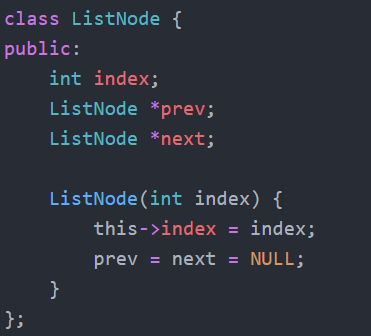 class ListNode {
public:
    int index;
    ListNode *prev;
    ListNode *next;

    ListNode(int index) {
        this->index = index;
        prev = next = NULL;
    }
};